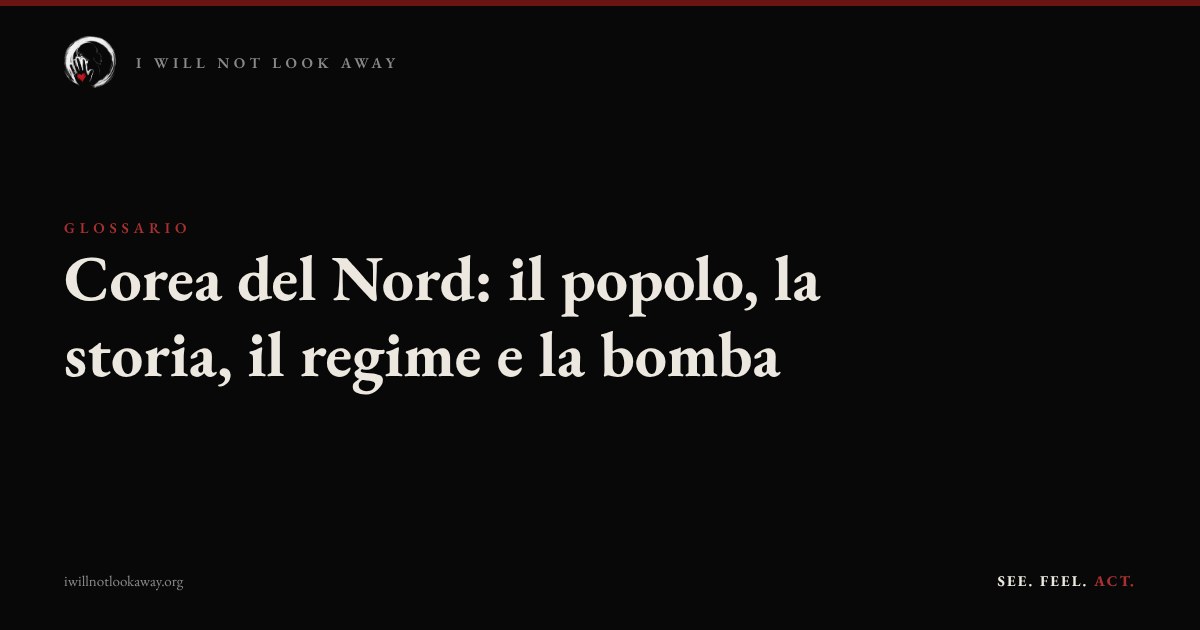 I WILL NOT LOOK AWAY
GLOSSARIO
Corea del Nord: il popolo, la
storia, il regime e la bomba
iwillnotlookaway.org
SEE. FEEL. ACT.